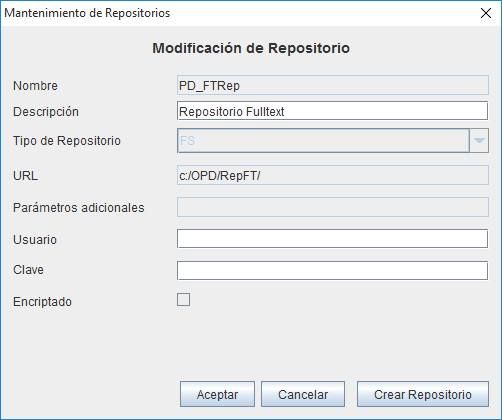 Mantenimiento de Repositorios
Modificación de Repositorio
Nombre PD_FTRep
Descripción Repositorio Fulltext
Tipo de Repositorio FS
URL c:/OPD/RepFT/
Parámetros adicionales
Usuario
Clave
Encriptado
Aceptar Cancelar Crear Repositorio